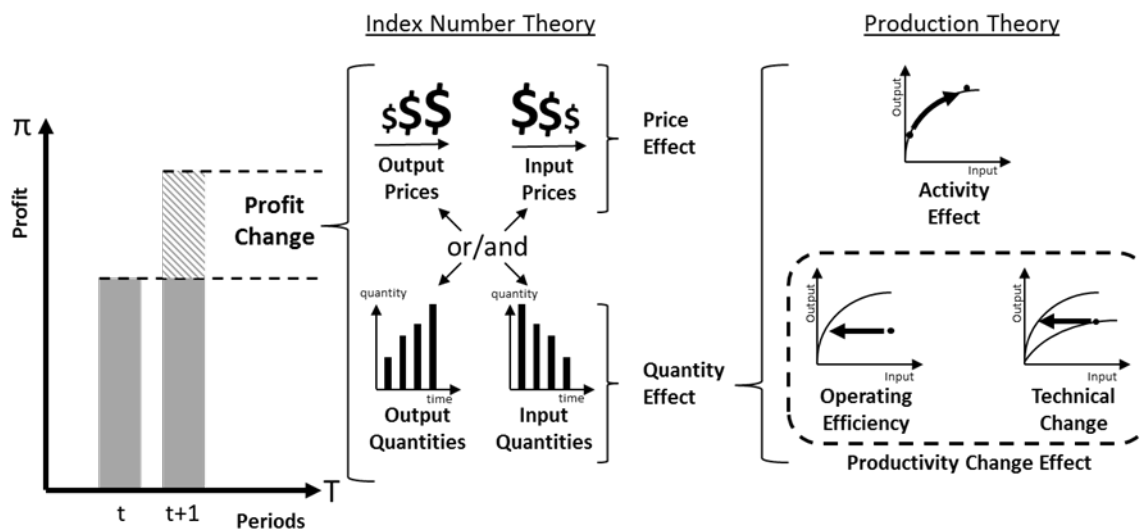 Index Number Theory
Production Theory
π
Profit
t
t+1
Periods
T
Profit
Change
$$$
$$$
Output
Prices
Input
Prices
or/and
quantity
time
Output
Quantities
quantity
time
Input
Quantities
Price
Effect
Quantity
Effect
Output
Input
Activity
Effect
Output
Input
Operating
Efficiency
Output
Input
Technical
Change
Productivity Change Effect